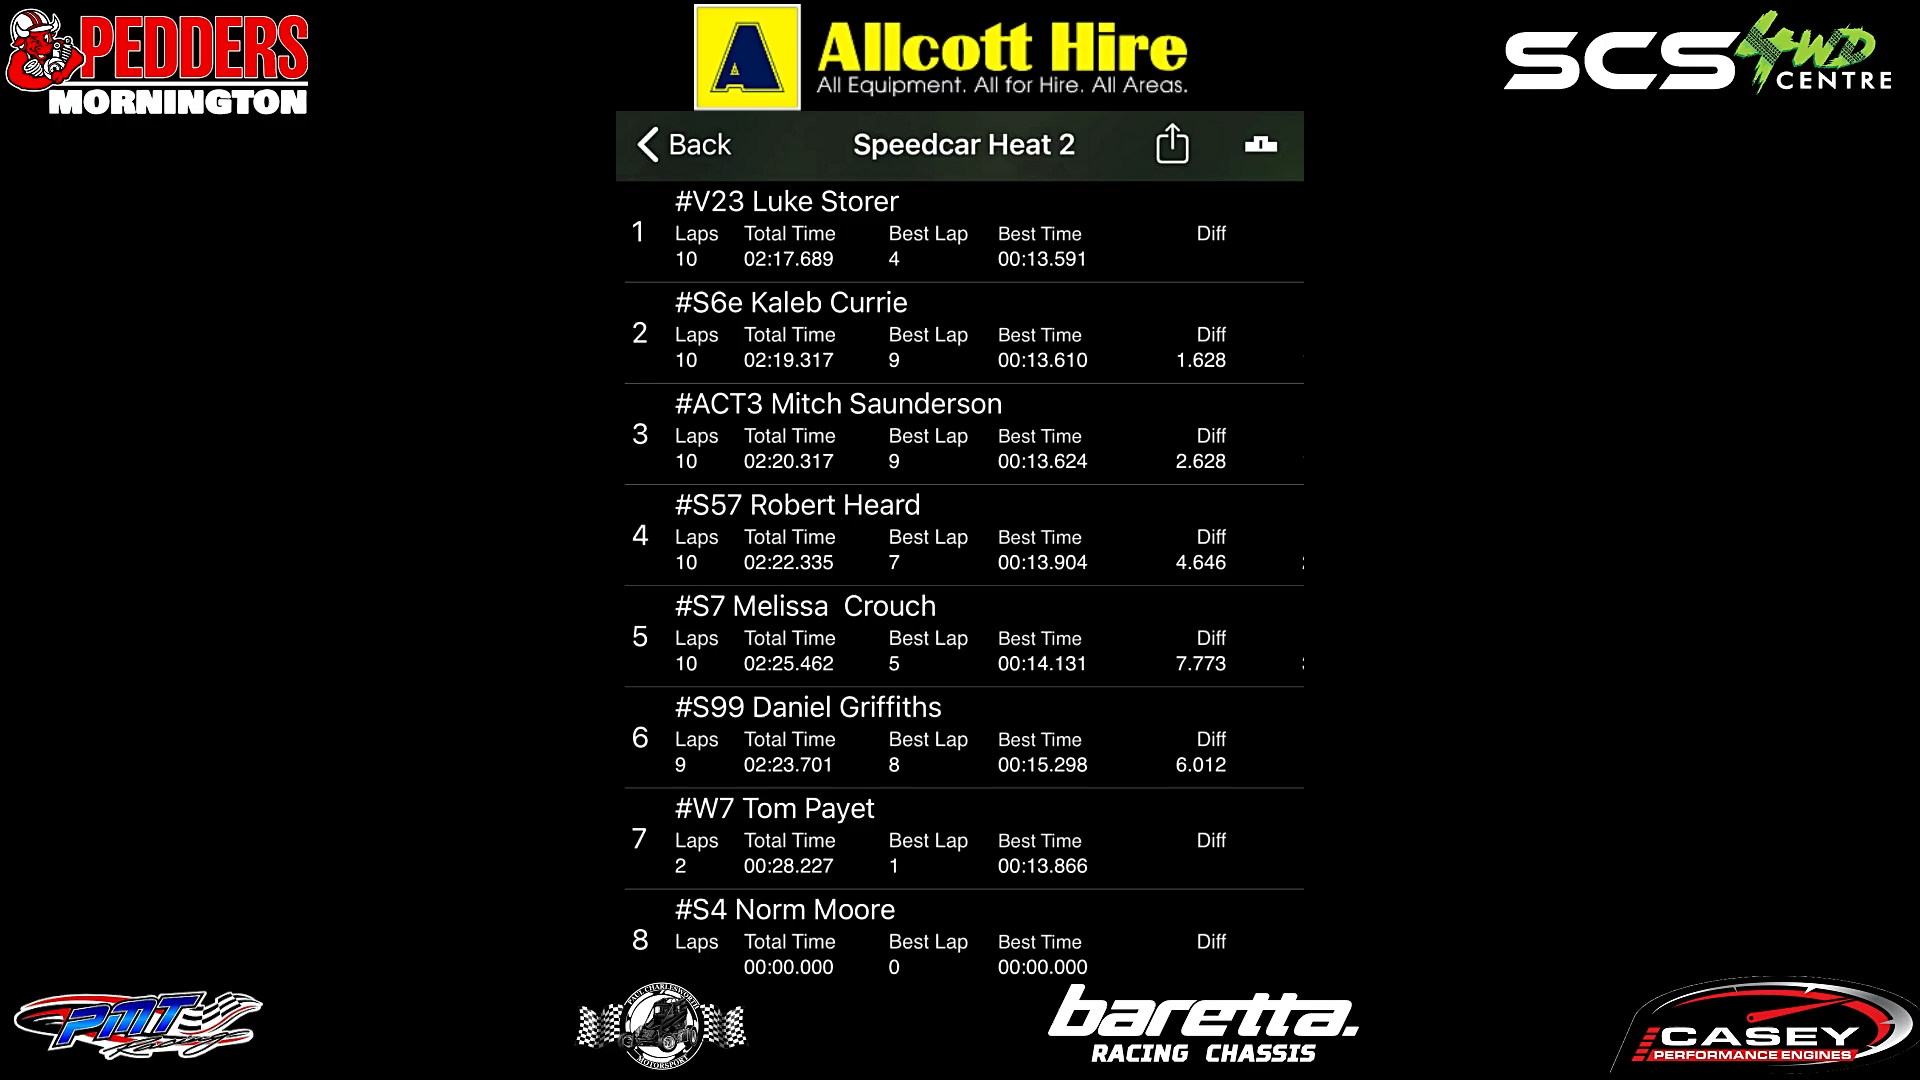 PEDDERS
MORNINGTON
A
Allcott Hire
All Equipment. All for Hire. All Areas.
SCS 4WD
CENTRE
Back
Speedcar Heat 2
1
#V23 Luke Storer
Laps Total Time Best Lap Best Time Diff
10 02:17.689 4 00:13.591
2
#S6e Kaleb Currie
Laps Total Time Best Lap Best Time Diff
10 02:19.317 9 00:13.610 1.628
3
#ACT3 Mitch Saunderson
Laps Total Time Best Lap Best Time Diff
10 02:20.317 9 00:13.624 2.628
4
#S57 Robert Heard
Laps Total Time Best Lap Best Time Diff
10 02:22.335 7 00:13.904 4.646
5
#S7 Melissa  Crouch
Laps Total Time Best Lap Best Time Diff
10 02:25.462 5 00:14.131 7.773
6
#S99 Daniel Griffiths
Laps Total Time Best Lap Best Time Diff
9 02:23.701 8 00:15.298 6.012
7
#W7 Tom Payet
Laps Total Time Best Lap Best Time Diff
2 00:28.227 1 00:13.866
8
#S4 Norm Moore
Laps Total Time Best Lap Best Time Diff
00:00.000 0 00:00.000
PMT
Racing
PAUL CHARLESWORTH
MOTORSPORT
baretta.
RACING CHASSIS
CASEY
PERFORMANCE ENGINES